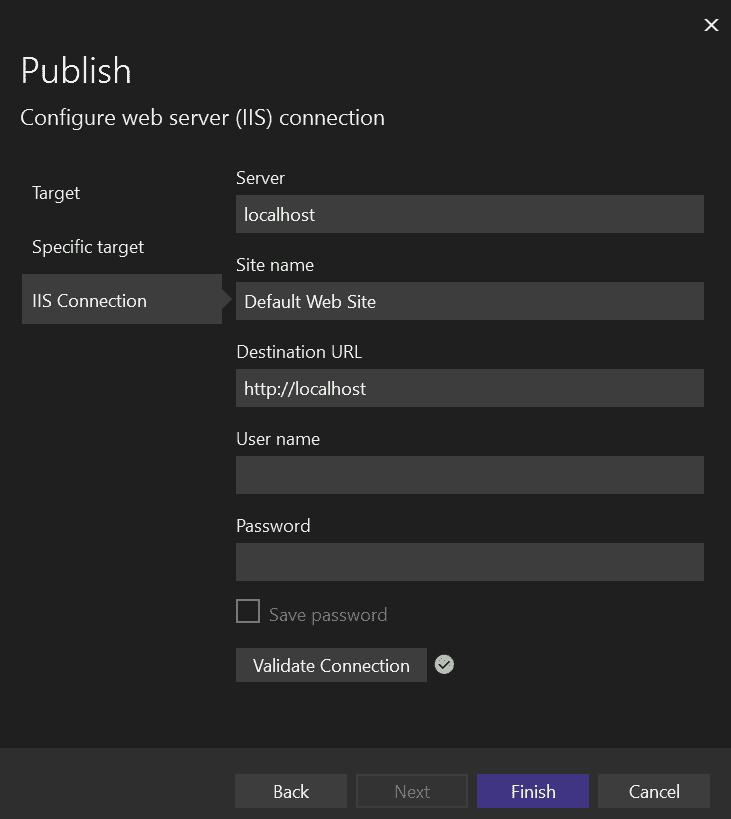 Publish
Configure web server (IIS) connection
Target
Specific target
IIS Connection
Server
localhost
Site name
Default Web Site
Destination URL
http://localhost
User name
Password
Save password
Validate Connection
Back
Next
Finish
Cancel